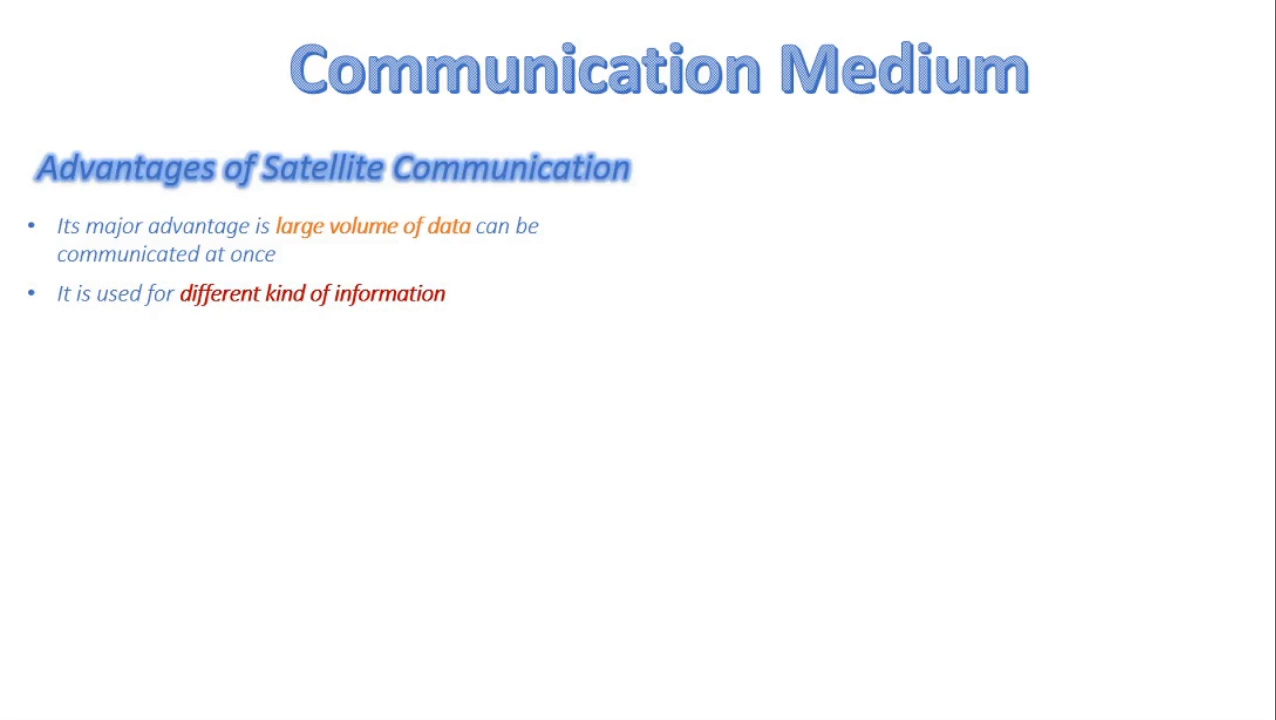 Communication Medium
Advantages of Satellite Communication
• Its major advantage is large volume of data can be
communicated at once
• It is used for different kind of information